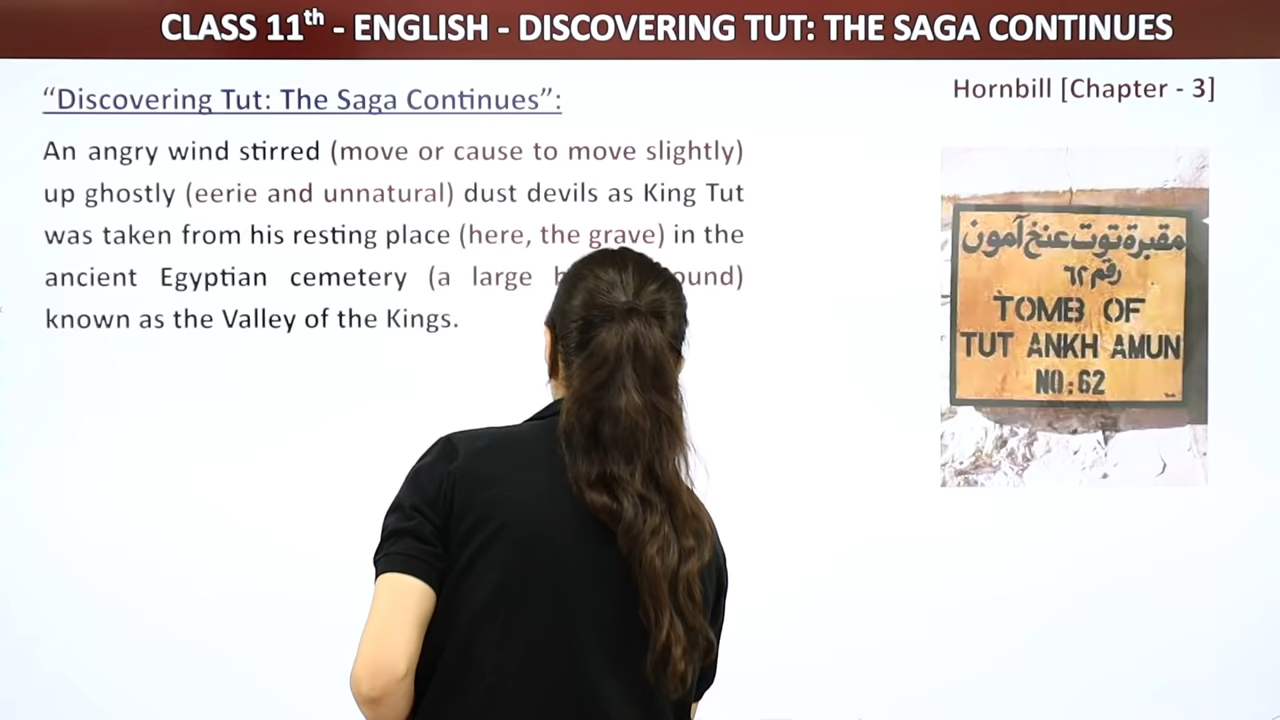 CLASS 11th - ENGLISH - DISCOVERING TUT: THE SAGA CONTINUES
“Discovering Tut: The Saga Continues”:
Hornbill [Chapter - 3]
An angry wind stirred (move or cause to move slightly)
up ghostly (eerie and unnatural) dust devils as King Tut
was taken from his resting place (here, the grave) in the
ancient Egyptian cemetery (a large
known as the Valley of the Kings.
مقبرة توت عنخ آمون
رقم ٦٢
TOMB OF
TUT ANKH AMUN
NO:62